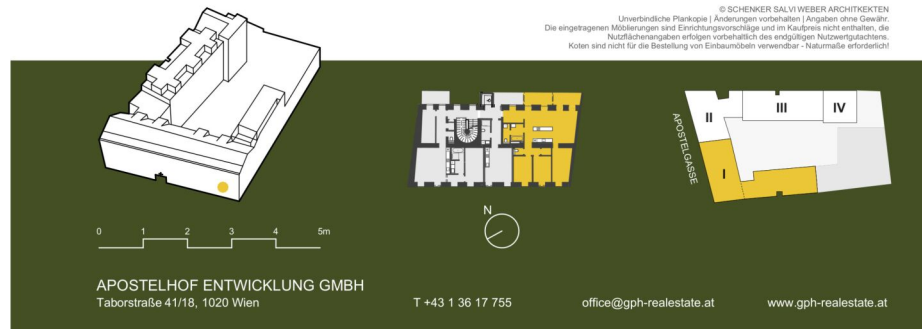 © SCHENKER SALVI WEBER ARCHITKEKTEN
Unverbindliche Plankopie | Änderungen vorbehalten | Angaben ohne Gewähr.
Die eingetragenen Möblierungen sind Einrichtungsvorschläge und im Kaufpreis nicht enthalten, die
Nutzflächenangaben erfolgen vorbehaltlich des endgültigen Nutzwertgutachtens.
Koten sind nicht für die Bestellung von Einbaumöbeln verwendbar - Naturmaße erforderlich!
II
III
IV
APOSTELGASSE
I
N
0 1 2 3 4 5m
APOSTELHOF ENTWICKLUNG GMBH
Taborstraße 41/18, 1020 Wien
T +43 1 36 17 755
office@gph-realestate.at
www.gph-realestate.at